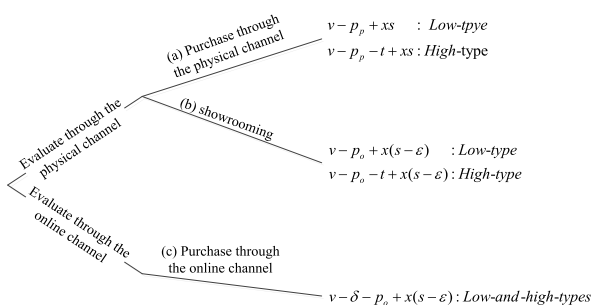 (a) Purchase through
the physical channel
v − p_p + xs : Low-tpye
v − p_p − t + xs : High-type
Evaluate through the
physical channel
(b) showrooming
v − p_o + x(s − ε) : Low-type
v − p_o − t + x(s − ε) : High-type
Evaluate through the
online channel
(c) Purchase through
the online channel
v − δ − p_o + x(s − ε) : Low-and-high-types